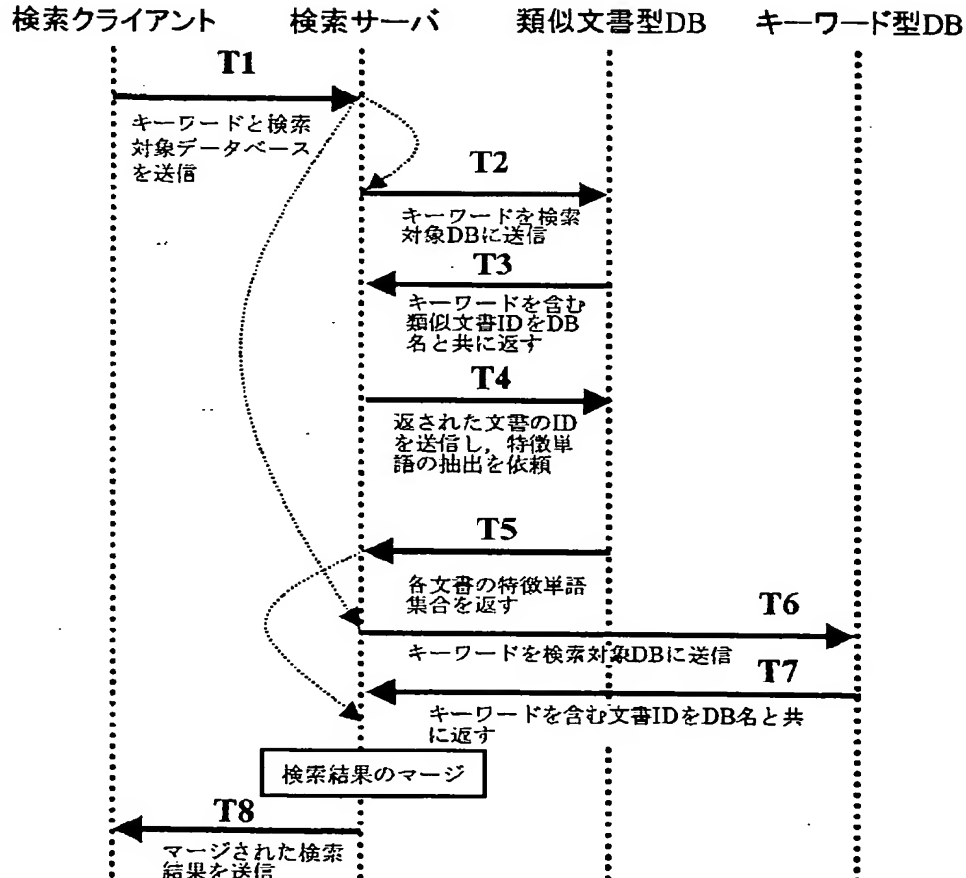 検索クライアント 検索サーバ 類似文書型DB キーワード型DB
T1
キーワードと検索
対象データベース
を送信
T2
キーワードを検索
対象DBに送信
T3
キーワードを含む
類似文書IDをDB
名と共に返す
T4
返された文書のID
を送信し，特徴単
語の抽出を依頼
T5
各文書の特徴単語
集合を返す
T6
キーワードを検索対象DBに送信
T7
キーワードを含む文書IDをDB名と共
に返す
検索結果のマージ
T8
マージされた検索
結果を送信